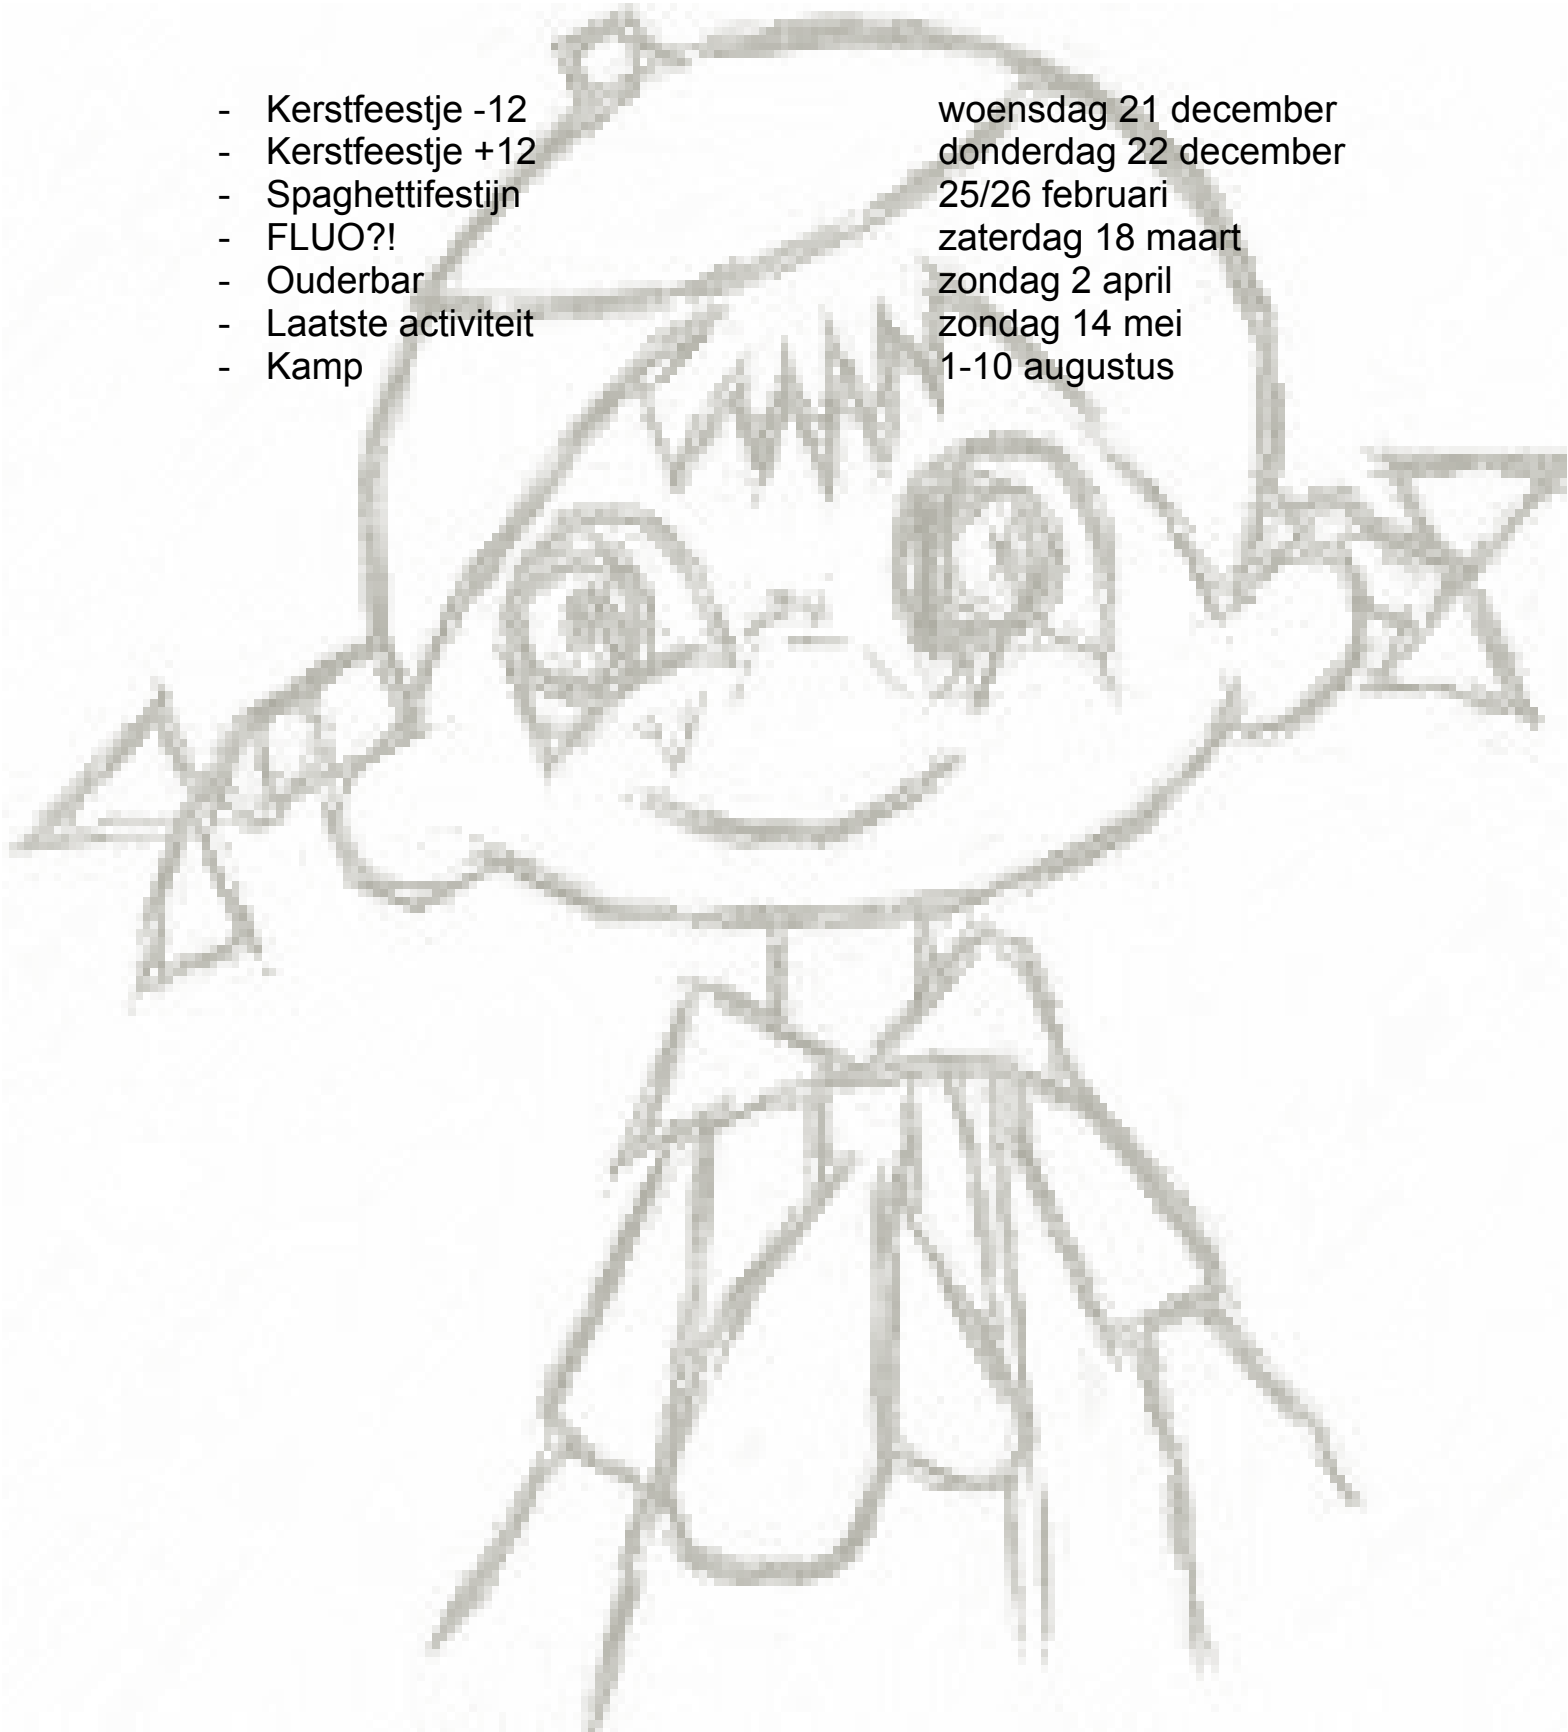 - Kerstfeestje -12 woensdag 21 december
- Kerstfeestje +12 donderdag 22 december
- Spaghettifestijn 25/26 februari
- FLUO?! zaterdag 18 maart
- Ouderbar zondag 2 april
- Laatste activiteit zondag 14 mei
- Kamp 1-10 augustus